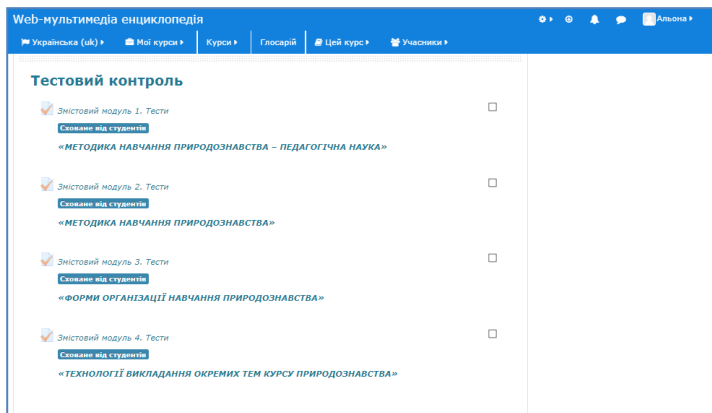 Web-мультимедіа енциклопедія
Альона
Українська (uk)
Мої курси
Курси
Глосарій
Цей курс
Учасники
Тестовий контроль
Змістовий модуль 1. Тести
Сховане від студентів
«МЕТОДИКА НАВЧАННЯ ПРИРОДОЗНАВСТВА – ПЕДАГОГІЧНА НАУКА»
Змістовий модуль 2. Тести
Сховане від студентів
«МЕТОДИКА НАВЧАННЯ ПРИРОДОЗНАВСТВА»
Змістовий модуль 3. Тести
Сховане від студентів
«ФОРМИ ОРГАНІЗАЦІЇ НАВЧАННЯ ПРИРОДОЗНАВСТВА»
Змістовий модуль 4. Тести
Сховане від студентів
«ТЕХНОЛОГІЇ ВИКЛАДАННЯ ОКРЕМИХ ТЕМ КУРСУ ПРИРОДОЗНАВСТВА»